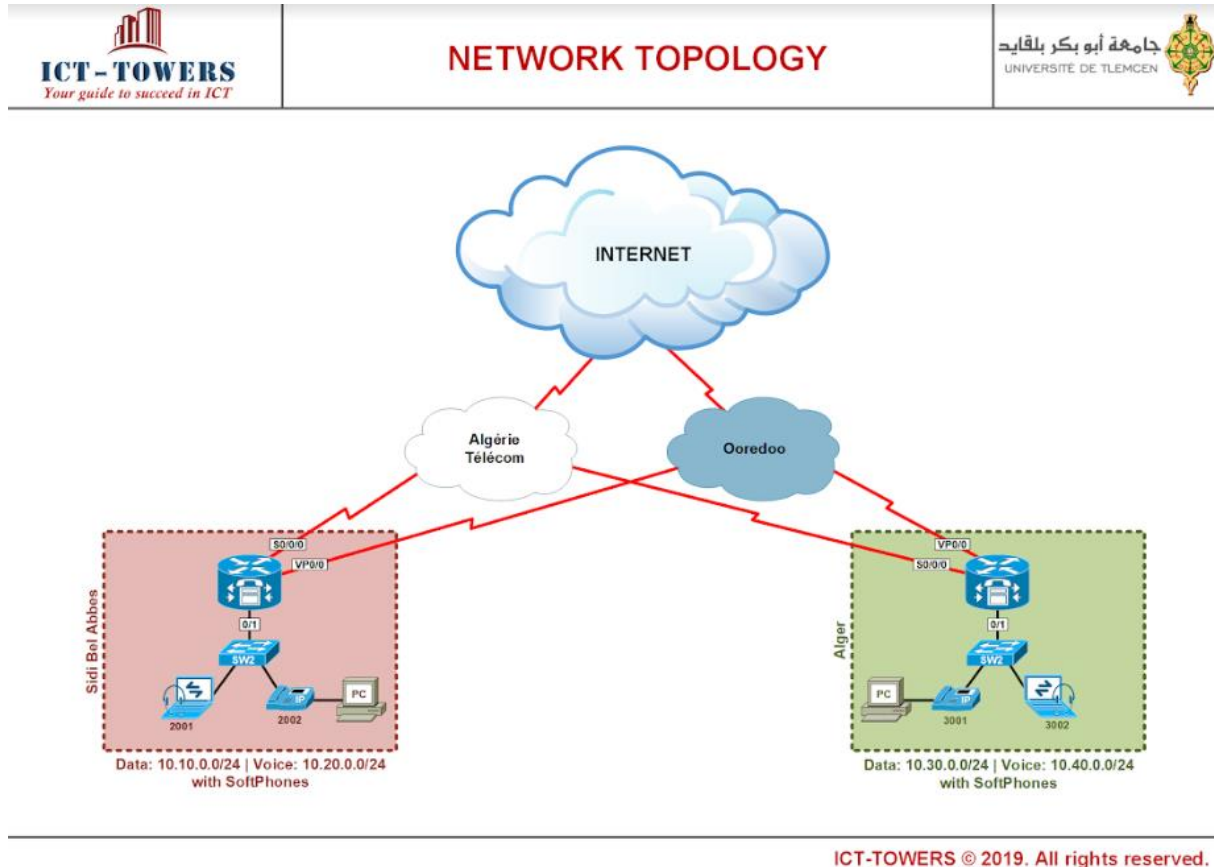 ICT-TOWERS
Your guide to succeed in ICT
NETWORK TOPOLOGY
جامعة أبو بكر بلقايد
UNIVERSITÉ DE TLEMCEN
INTERNET
Algérie
Télécom
Ooredoo
S0/0/0
VP0/0
0/1
SW2
IP
PC
2001
2002
Sidi Bel Abbes
Data: 10.10.0.0/24 | Voice: 10.20.0.0/24
with SoftPhones
VP0/0
S0/0/0
0/1
SW2
PC
IP
3001
3002
Alger
Data: 10.30.0.0/24 | Voice: 10.40.0.0/24
with SoftPhones
ICT-TOWERS © 2019. All rights reserved.